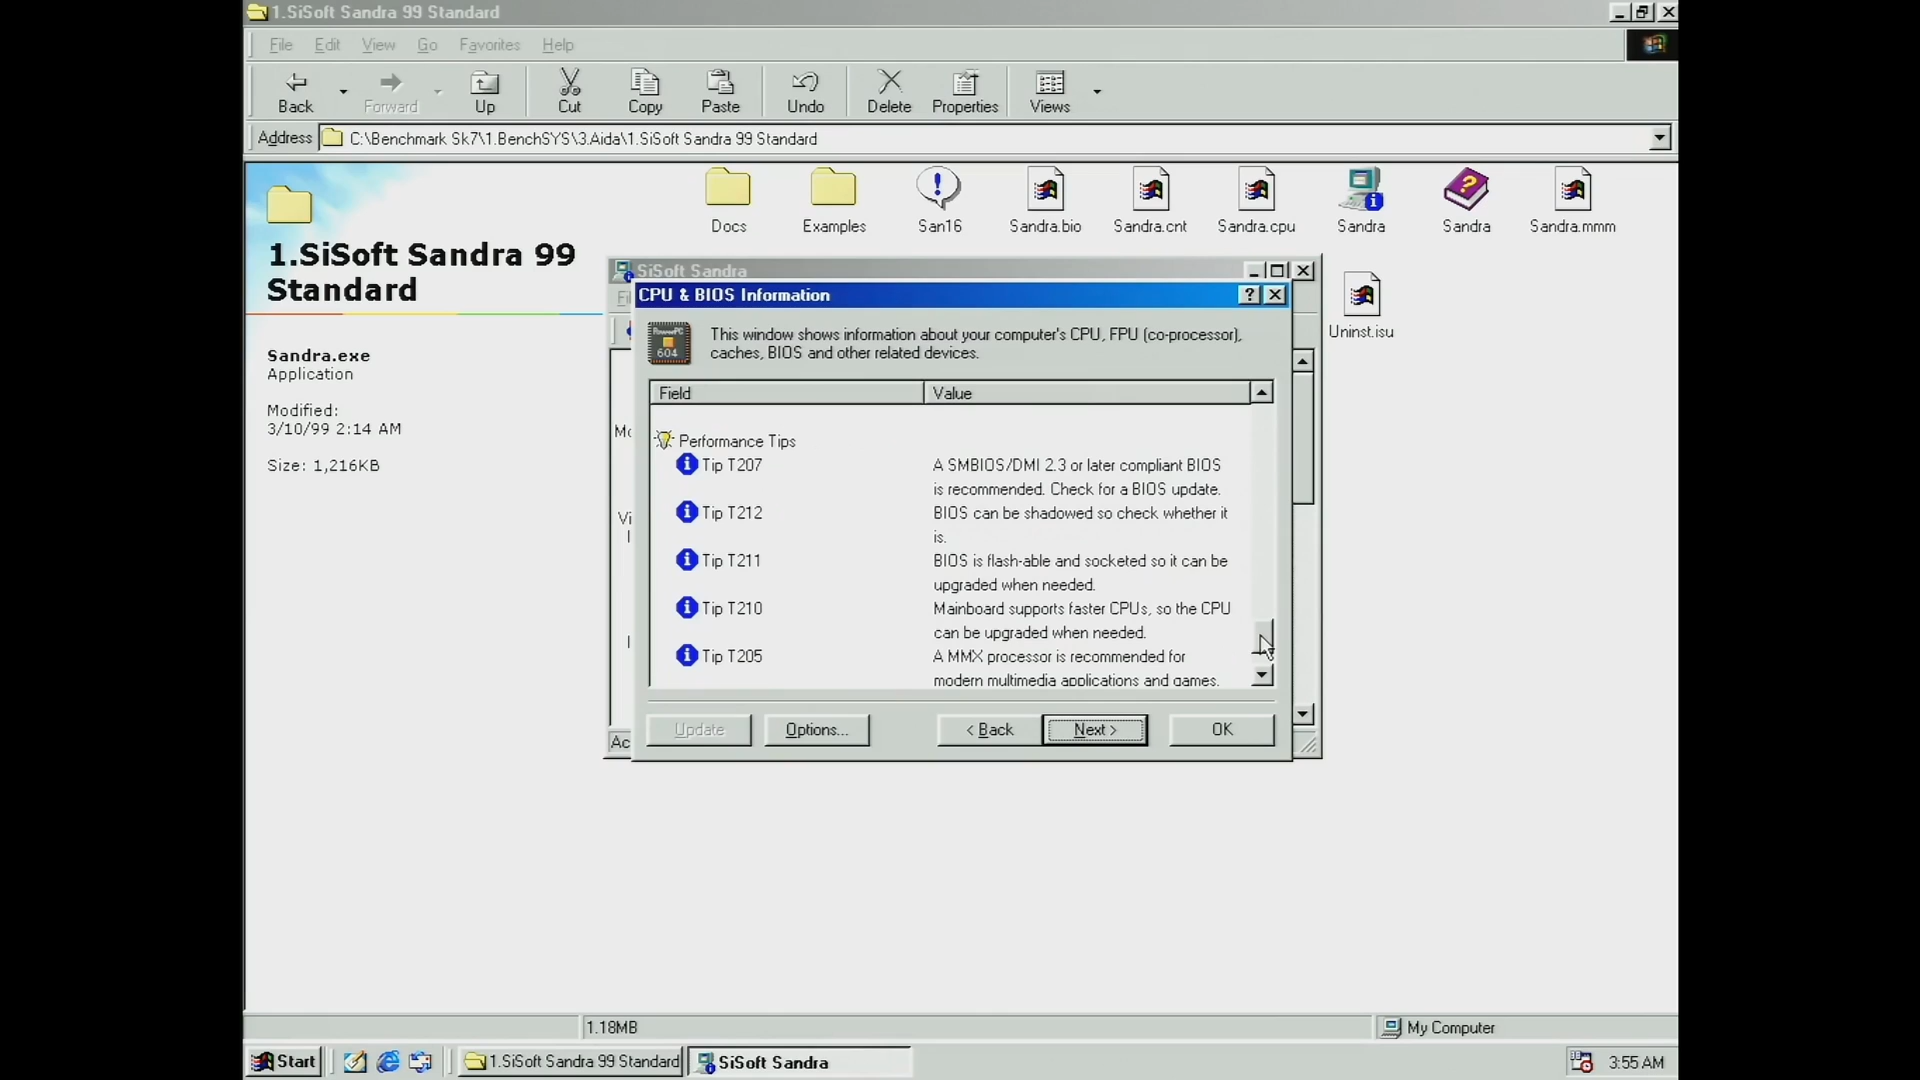 1.SiSoft Sandra 99 Standard
File Edit View Go Favorites Help
Back Forward Up Cut Copy Paste Undo Delete Properties Views
Address C:\Benchmark Sk7\1.BenchSYS\3.Aida\1.SiSoft Sandra 99 Standard
1.SiSoft Sandra 99
Standard
Sandra.exe
Application
Modified:
3/10/99 2:14 AM
Size: 1,216KB
Docs Examples San16 Sandra.bio Sandra.cnt Sandra.cpu Sandra Sandra Sandra.mmm
Uninst.isu
SiSoft Sandra
CPU & BIOS Information
PowerPC
604
This window shows information about your computer's CPU, FPU (co-processor),
caches, BIOS and other related devices.
Field Value
Performance Tips
Tip T207 A SMBIOS/DMI 2.3 or later compliant BIOS
is recommended. Check for a BIOS update.
Tip T212 BIOS can be shadowed so check whether it
is.
Tip T211 BIOS is flash-able and socketed so it can be
upgraded when needed.
Tip T210 Mainboard supports faster CPUs, so the CPU
can be upgraded when needed.
Tip T205 A MMX processor is recommended for
modern multimedia applications and games.
Update Options... < Back Next > OK
1.18MB My Computer
Start 1.SiSoft Sandra 99 Standard SiSoft Sandra 3:55 AM